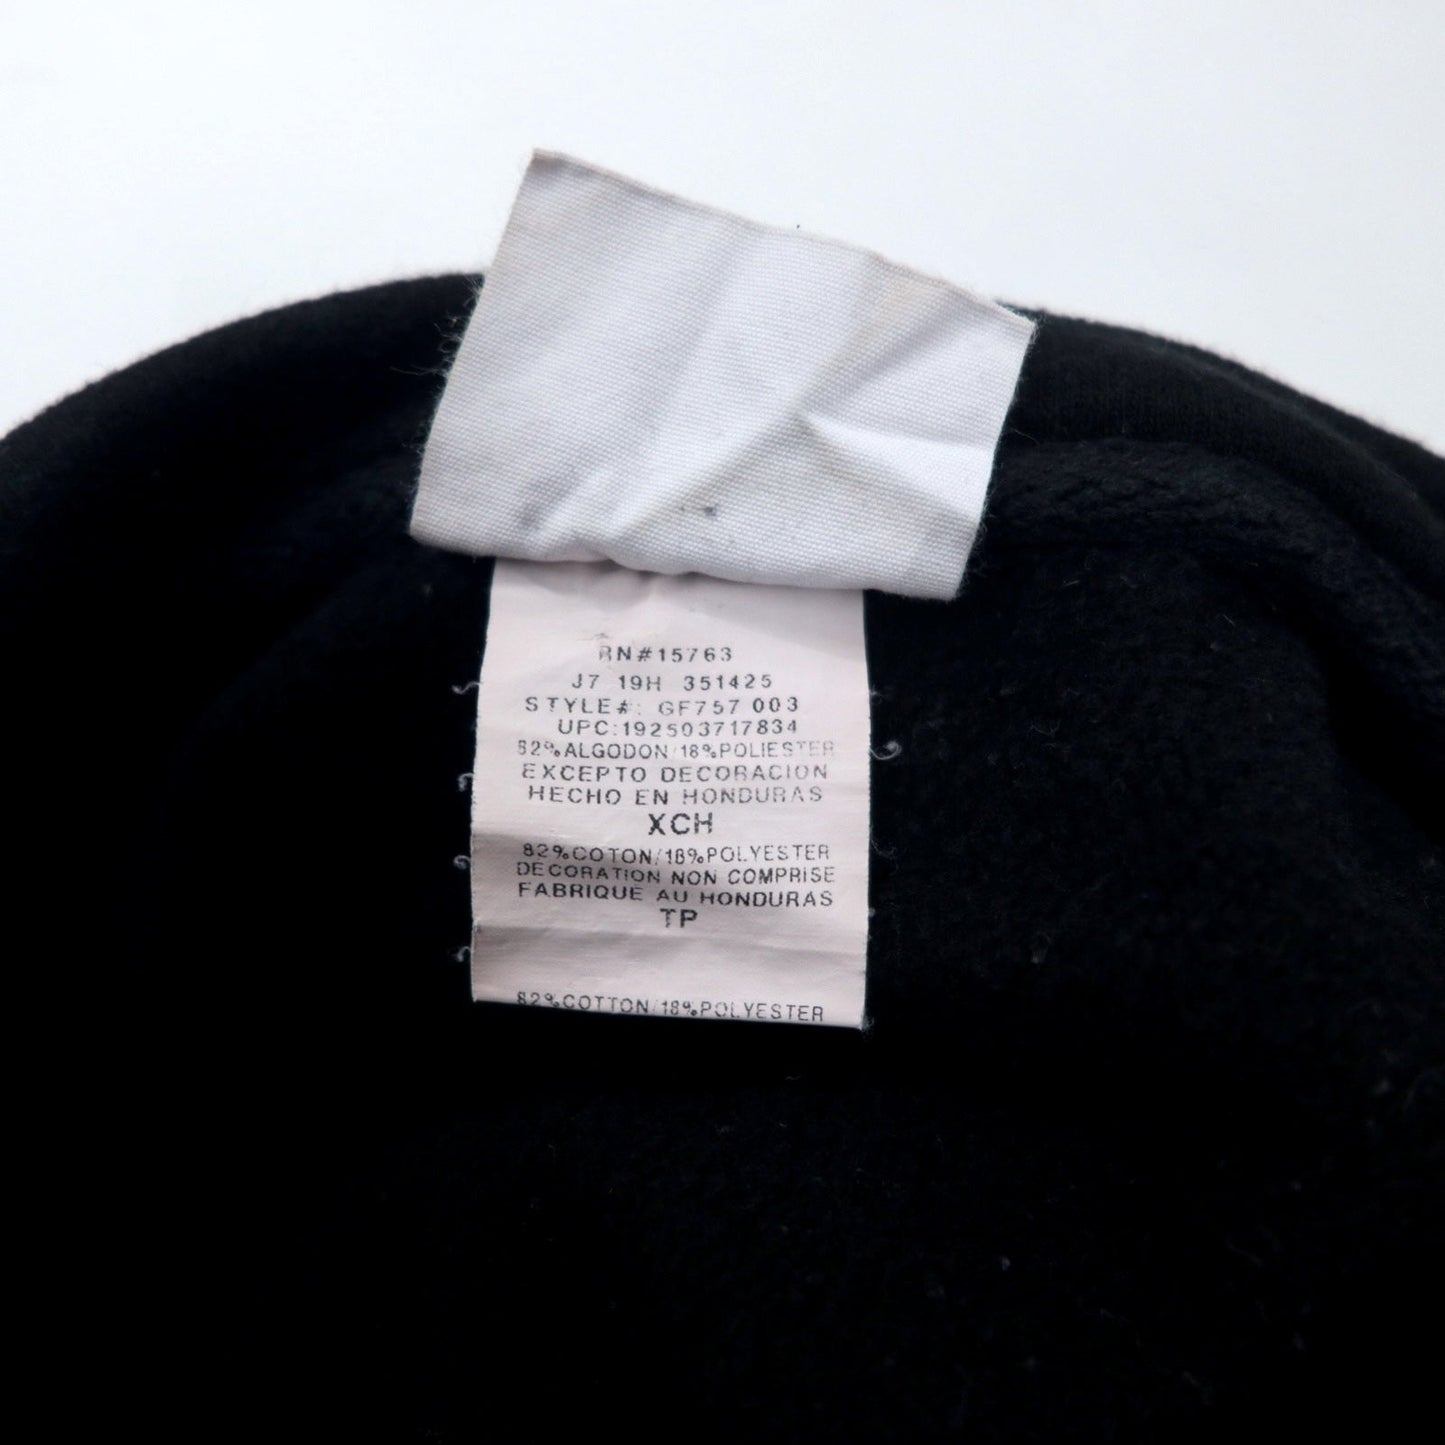 RN#15763
J7 19H 351425
STYLE#: GF757 003
UPC:192503717834
82%ALGODON/18%POLIESTER
EXCEPTO DECORACION
HECHO EN HONDURAS
XCH
82%COTON/18%POLYESTER
DECORATION NON COMPRISE
FABRIQUE AU HONDURAS
TP
82%COTTON/18%POLYESTER